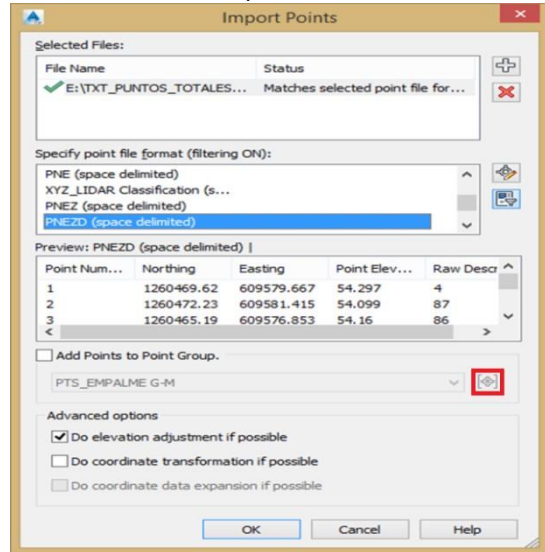 Import Points
Selected Files:
File Name Status
E:\TXT_PUNTOS_TOTALES... Matches selected point file for...
Specify point file format (filtering ON):
PNE (space delimited)
XYZ_LIDAR Classification (s...
PNEZ (space delimited)
PNEZD (space delimited)
Preview: PNEZD (space delimited) |
Point Num... Northing Easting Point Elev... Raw Descr
1 1260469.62 609579.667 54.297 4
2 1260472.23 609581.415 54.099 87
3 1260465.19 609576.853 54.16 86
Add Points to Point Group.
PTS_EMPALME G-M
Advanced options
Do elevation adjustment if possible
Do coordinate transformation if possible
Do coordinate data expansion if possible
OK Cancel Help